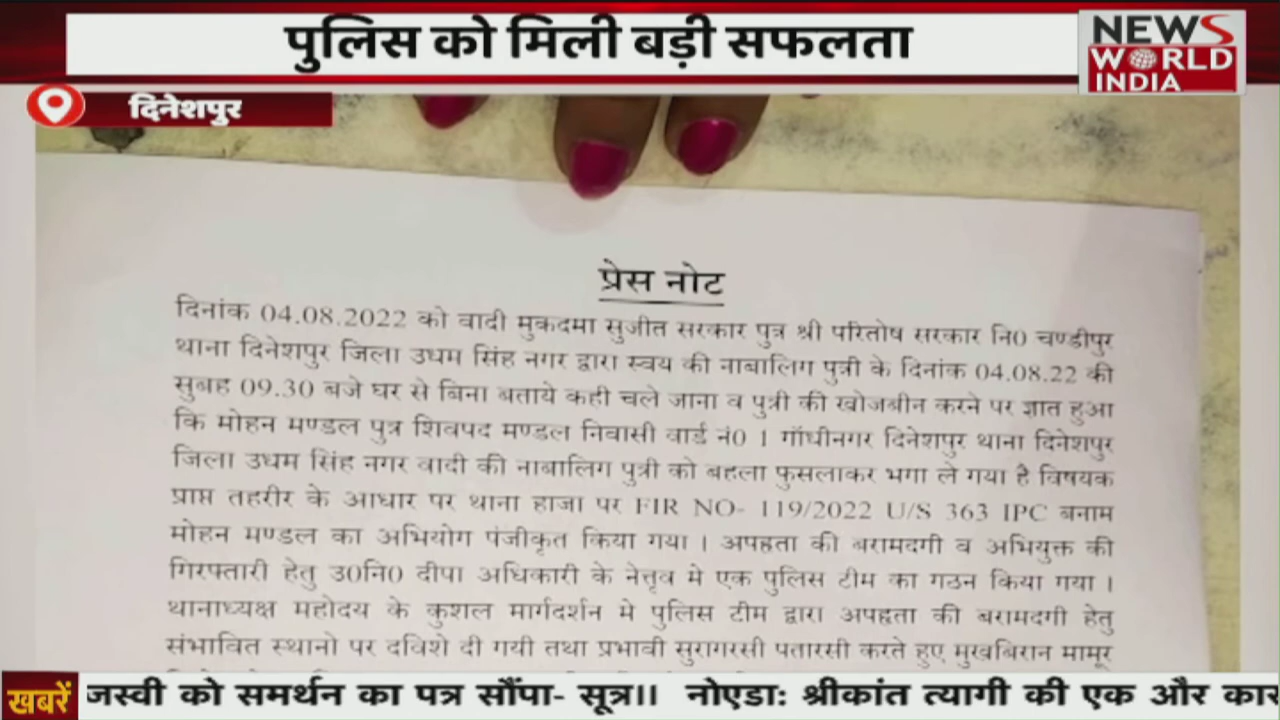 पुलिस को मिली बड़ी सफलता
NEWS
WORLD
INDIA
दिनेशपुर
प्रेस नोट
दिनांक 04.08.2022 को वादी मुकदमा सुजीत सरकार पुत्र श्री परितोष सरकार नि0 चण्डीपुर
थाना दिनेशपुर जिला उधम सिंह नगर द्वारा स्वय की नाबालिग पुत्री के दिनांक 04.08.22 की
सुबह 09.30 बजे घर से बिना बताये कही चले जाना व पुत्री की खोजबीन करने पर ज्ञात हुआ
कि मोहन मण्डल पुत्र शिवपद मण्डल निवासी वार्ड नं0 1 गॉधीनगर दिनेशपुर थाना दिनेशपुर
जिला उधम सिंह नगर वादी की नाबालिग पुत्री को बहला फुसलाकर भगा ले गया है विषयक
प्राप्त तहरीर के आधार पर थाना हाजा पर FIR NO- 119/2022 U/S 363 IPC बनाम
मोहन मण्डल का अभियोग पंजीकृत किया गया । अपहृता की बरामदगी व अभियुक्त की
गिरफ्तारी हेतु उ0नि0 दीपा अधिकारी के नेत्तृव मे एक पुलिस टीम का गठन किया गया ।
थानाध्यक्ष महोदय के कुशल मार्गदर्शन मे पुलिस टीम द्वारा अपहृता की बरामदगी हेतु
संभावित स्थानो पर दविशे दी गयी तथा प्रभावी सुरागरसी पतारसी करते हुए मुखबिरान मामूर
खबरें जस्वी को समर्थन का पत्र सौंपा- सूत्र।। नोएडा: श्रीकांत त्यागी की एक और कार